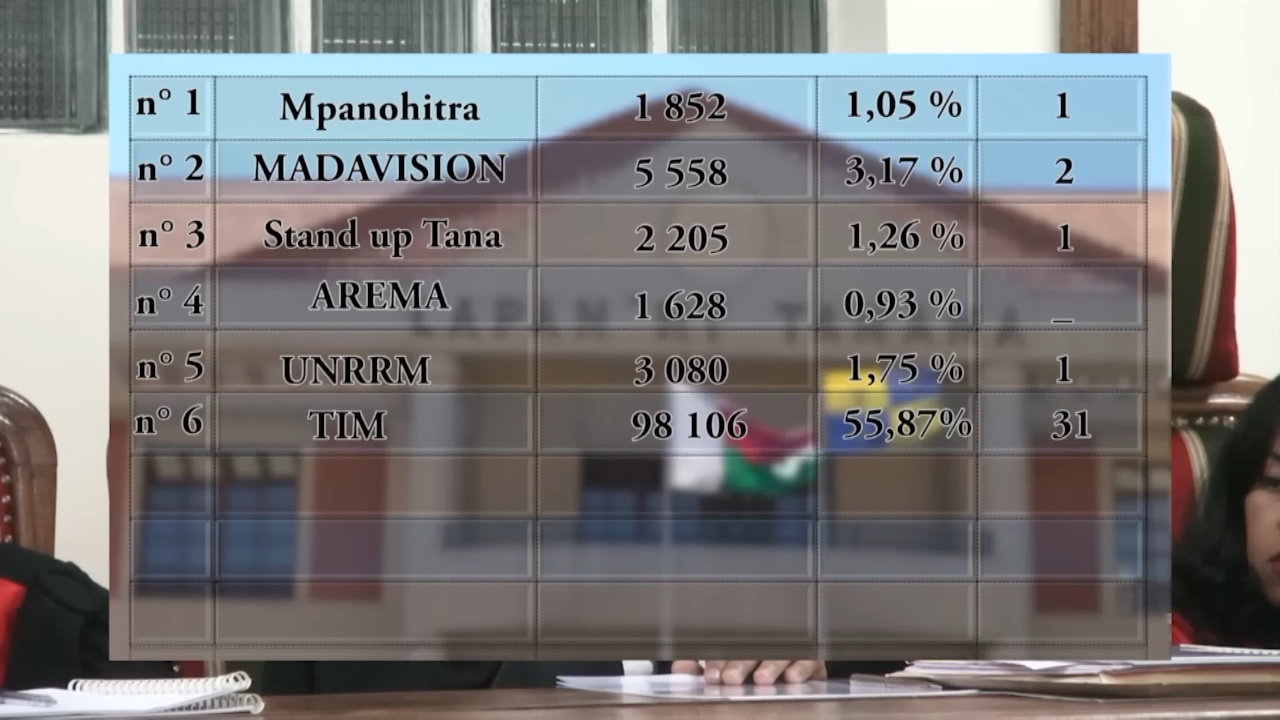 n° 1 Mpanohitra 1 852 1,05 % 1
n° 2 MADAVISION 5 558 3,17 % 2
n° 3 Stand up Tana 2 205 1,26 % 1
n° 4 AREMA 1 628 0,93 % _
n° 5 UNRRM 3 080 1,75 % 1
n° 6 TIM 98 106 55,87% 31